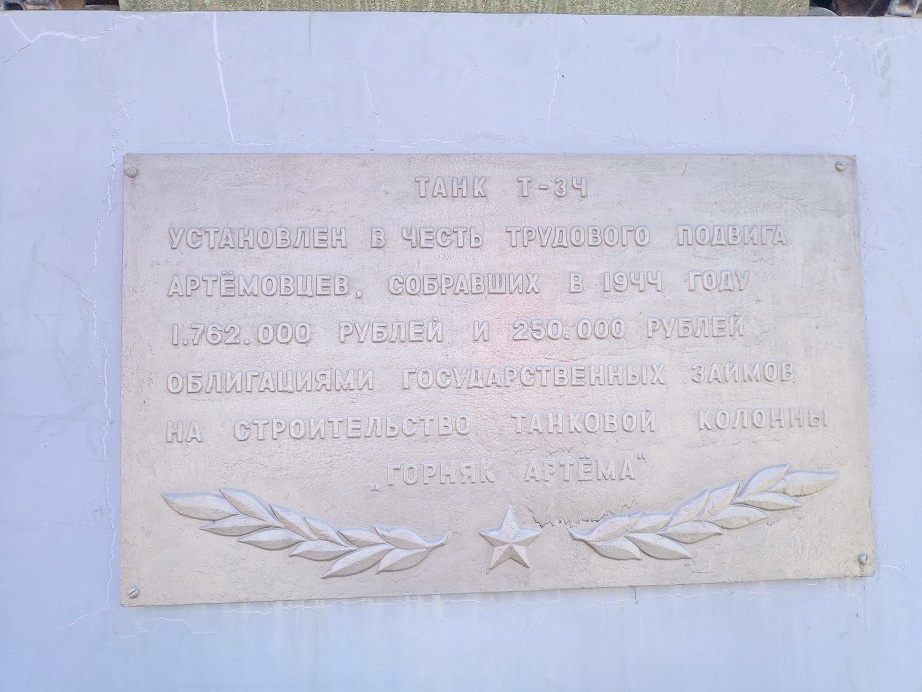 ТАНК Т-34
УСТАНОВЛЕН В ЧЕСТЬ ТРУДОВОГО ПОДВИГА
АРТЁМОВЦЕВ, СОБРАВШИХ В 1944 ГОДУ
1.762.000 РУБЛЕЙ И 250.000 РУБЛЕЙ
ОБЛИГАЦИЯМИ ГОСУДАРСТВЕННЫХ ЗАЙМОВ
НА СТРОИТЕЛЬСТВО ТАНКОВОЙ КОЛОННЫ
„ГОРНЯК АРТЁМА“